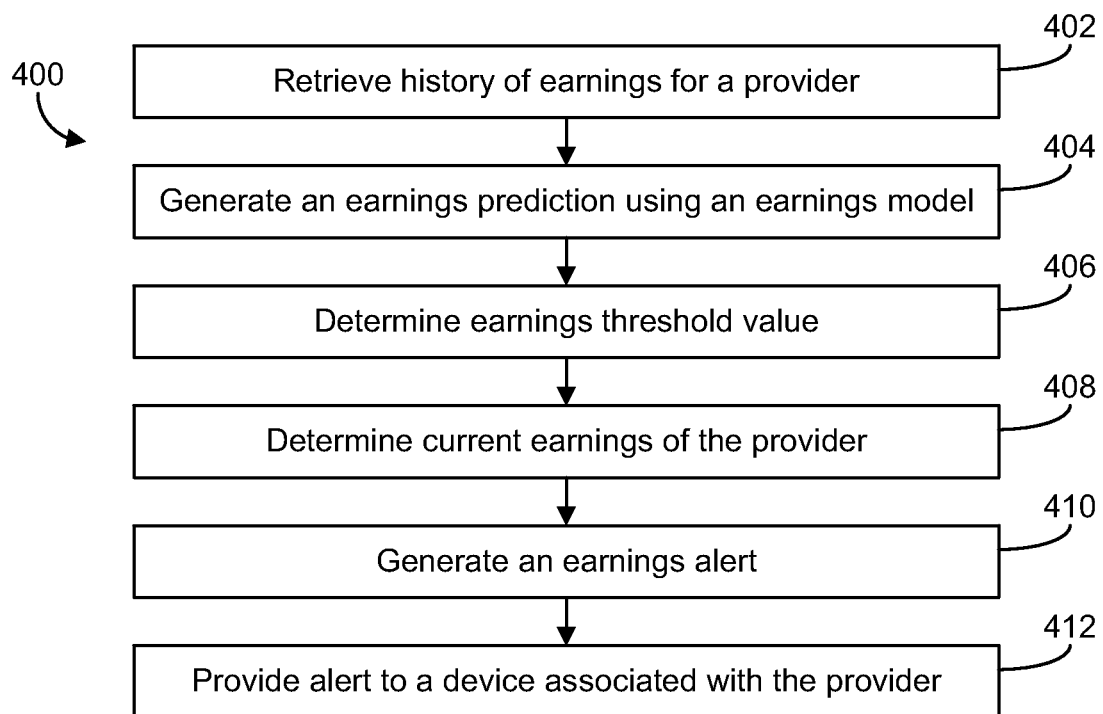 402
400
Retrieve history of earnings for a provider
404
Generate an earnings prediction using an earnings model
406
Determine earnings threshold value
408
Determine current earnings of the provider
410
Generate an earnings alert
412
Provide alert to a device associated with the provider